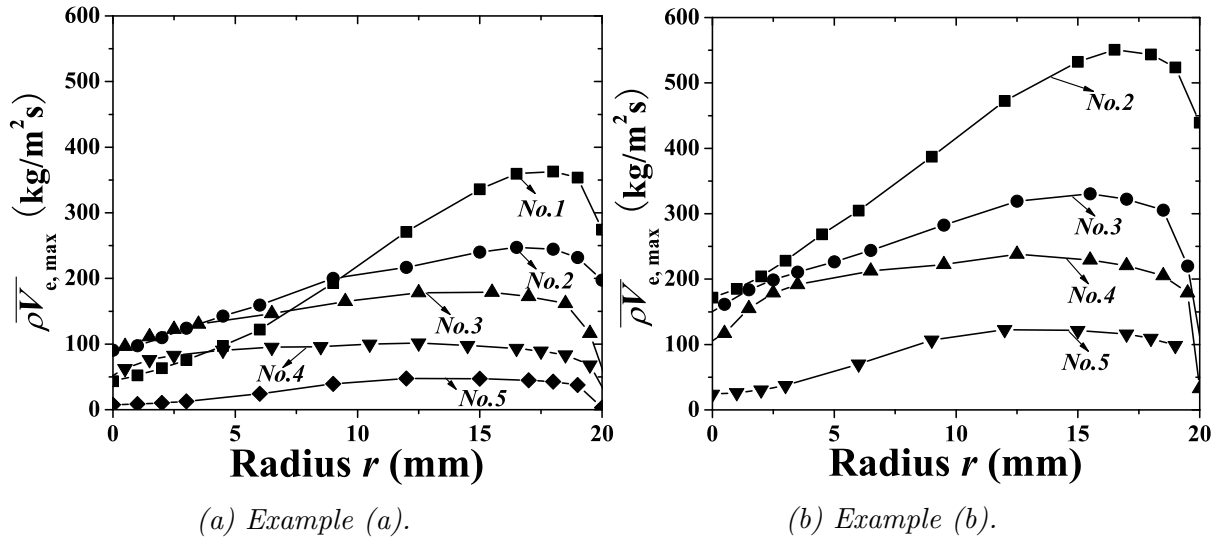 600
500
400
300
200
100
0
0 5 10 15 20
ρV e, max (kg/m²s)
No.1
No.2
No.3
No.4
No.5
Radius r (mm)
(a) Example (a).
600
500
400
300
200
100
0
0 5 10 15 20
ρV e, max (kg/m²s)
No.2
No.3
No.4
No.5
Radius r (mm)
(b) Example (b).